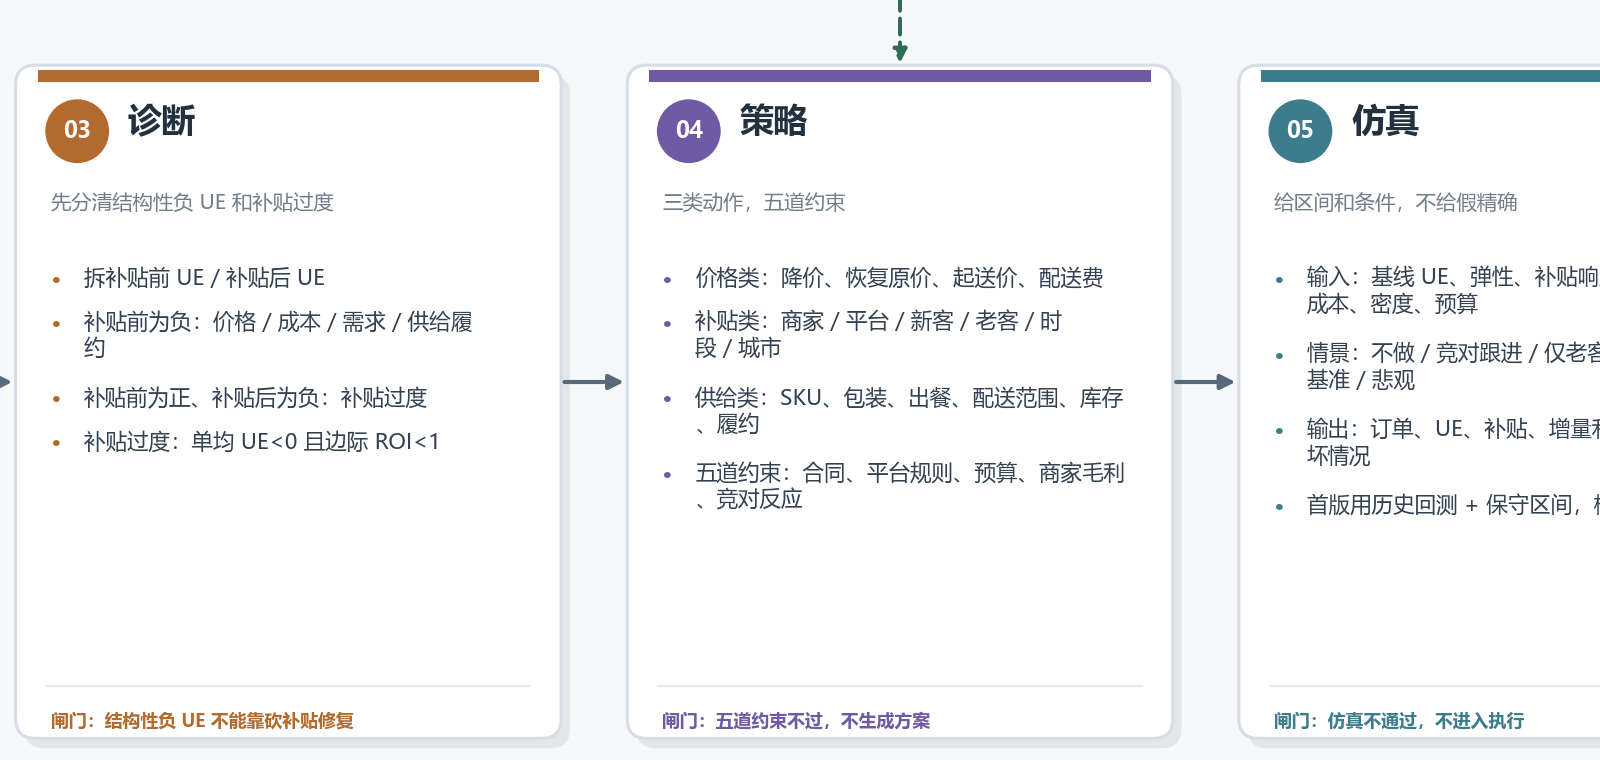 03 诊断
先分清结构性负 UE 和补贴过度
• 拆补贴前 UE / 补贴后 UE
• 补贴前为负：价格 / 成本 / 需求 / 供给履
约
• 补贴前为正、补贴后为负：补贴过度
• 补贴过度：单均 UE<0 且边际 ROI<1
闸门：结构性负 UE 不能靠砍补贴修复
04 策略
三类动作，五道约束
• 价格类：降价、恢复原价、起送价、配送费
• 补贴类：商家 / 平台 / 新客 / 老客 / 时
段 / 城市
• 供给类：SKU、包装、出餐、配送范围、库存
、履约
• 五道约束：合同、平台规则、预算、商家毛利
、竞对反应
闸门：五道约束不过，不生成方案
05 仿真
给区间和条件，不给假精确
• 输入：基线 UE、弹性、补贴响
成本、密度、预算
• 情景：不做 / 竞对跟进 / 仅老客
基准 / 悲观
• 输出：订单、UE、补贴、增量
坏情况
• 首版用历史回测 + 保守区间，
闸门：仿真不通过，不进入执行